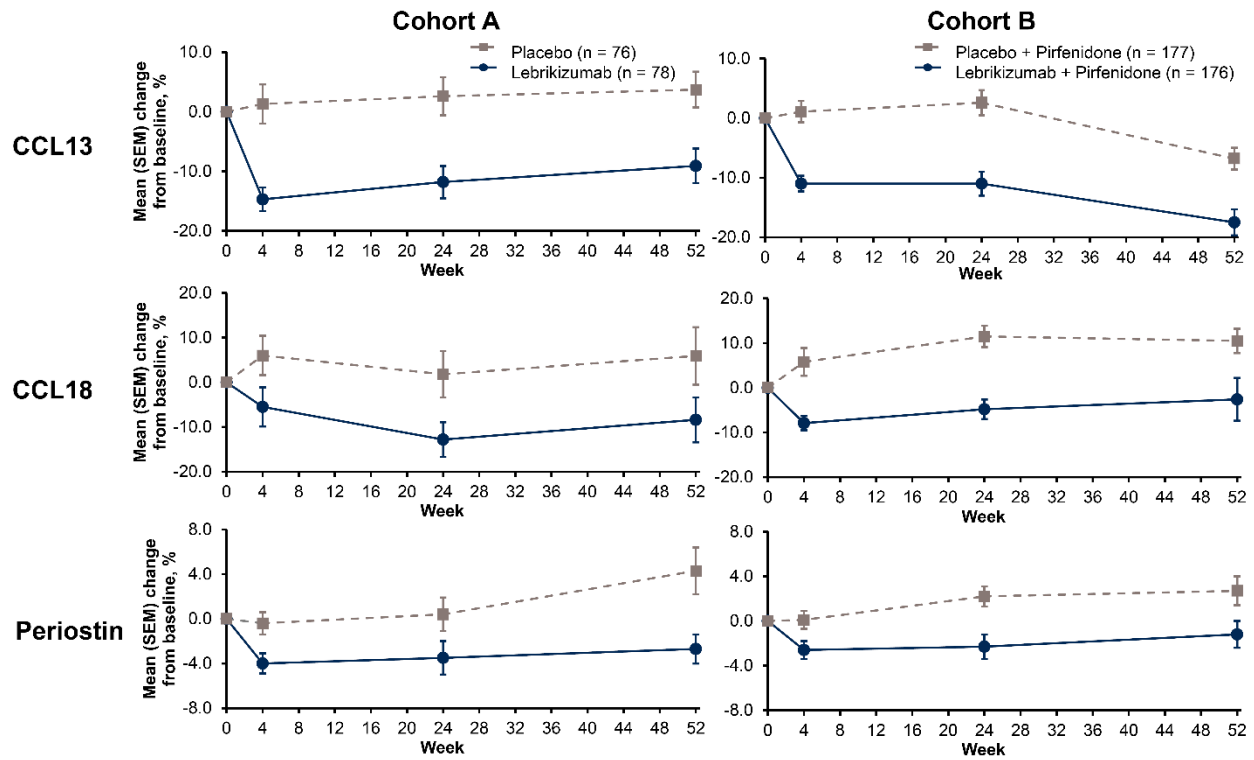 Cohort A
Cohort B
Placebo (n = 76)
Lebrikizumab (n = 78)
Placebo + Pirfenidone (n = 177)
Lebrikizumab + Pirfenidone (n = 176)
CCL13
Mean (SEM) change
from baseline, %
10.0
0.0
-10.0
-20.0
0 4 8 12 16 20 24 28 32 36 40 44 48 52
Week
10.0
0.0
-10.0
-20.0
0 4 8 12 16 20 24 28 32 36 40 44 48 52
Week
CCL18
Mean (SEM) change
from baseline, %
20.0
10.0
0.0
-10.0
-20.0
0 4 8 12 16 20 24 28 32 36 40 44 48 52
Week
20.0
10.0
0.0
-10.0
-20.0
0 4 8 12 16 20 24 28 32 36 40 44 48 52
Week
Periostin
Mean (SEM) change
from baseline, %
8.0
4.0
0.0
-4.0
-8.0
0 4 8 12 16 20 24 28 32 36 40 44 48 52
Week
8.0
4.0
0.0
-4.0
-8.0
0 4 8 12 16 20 24 28 32 36 40 44 48 52
Week